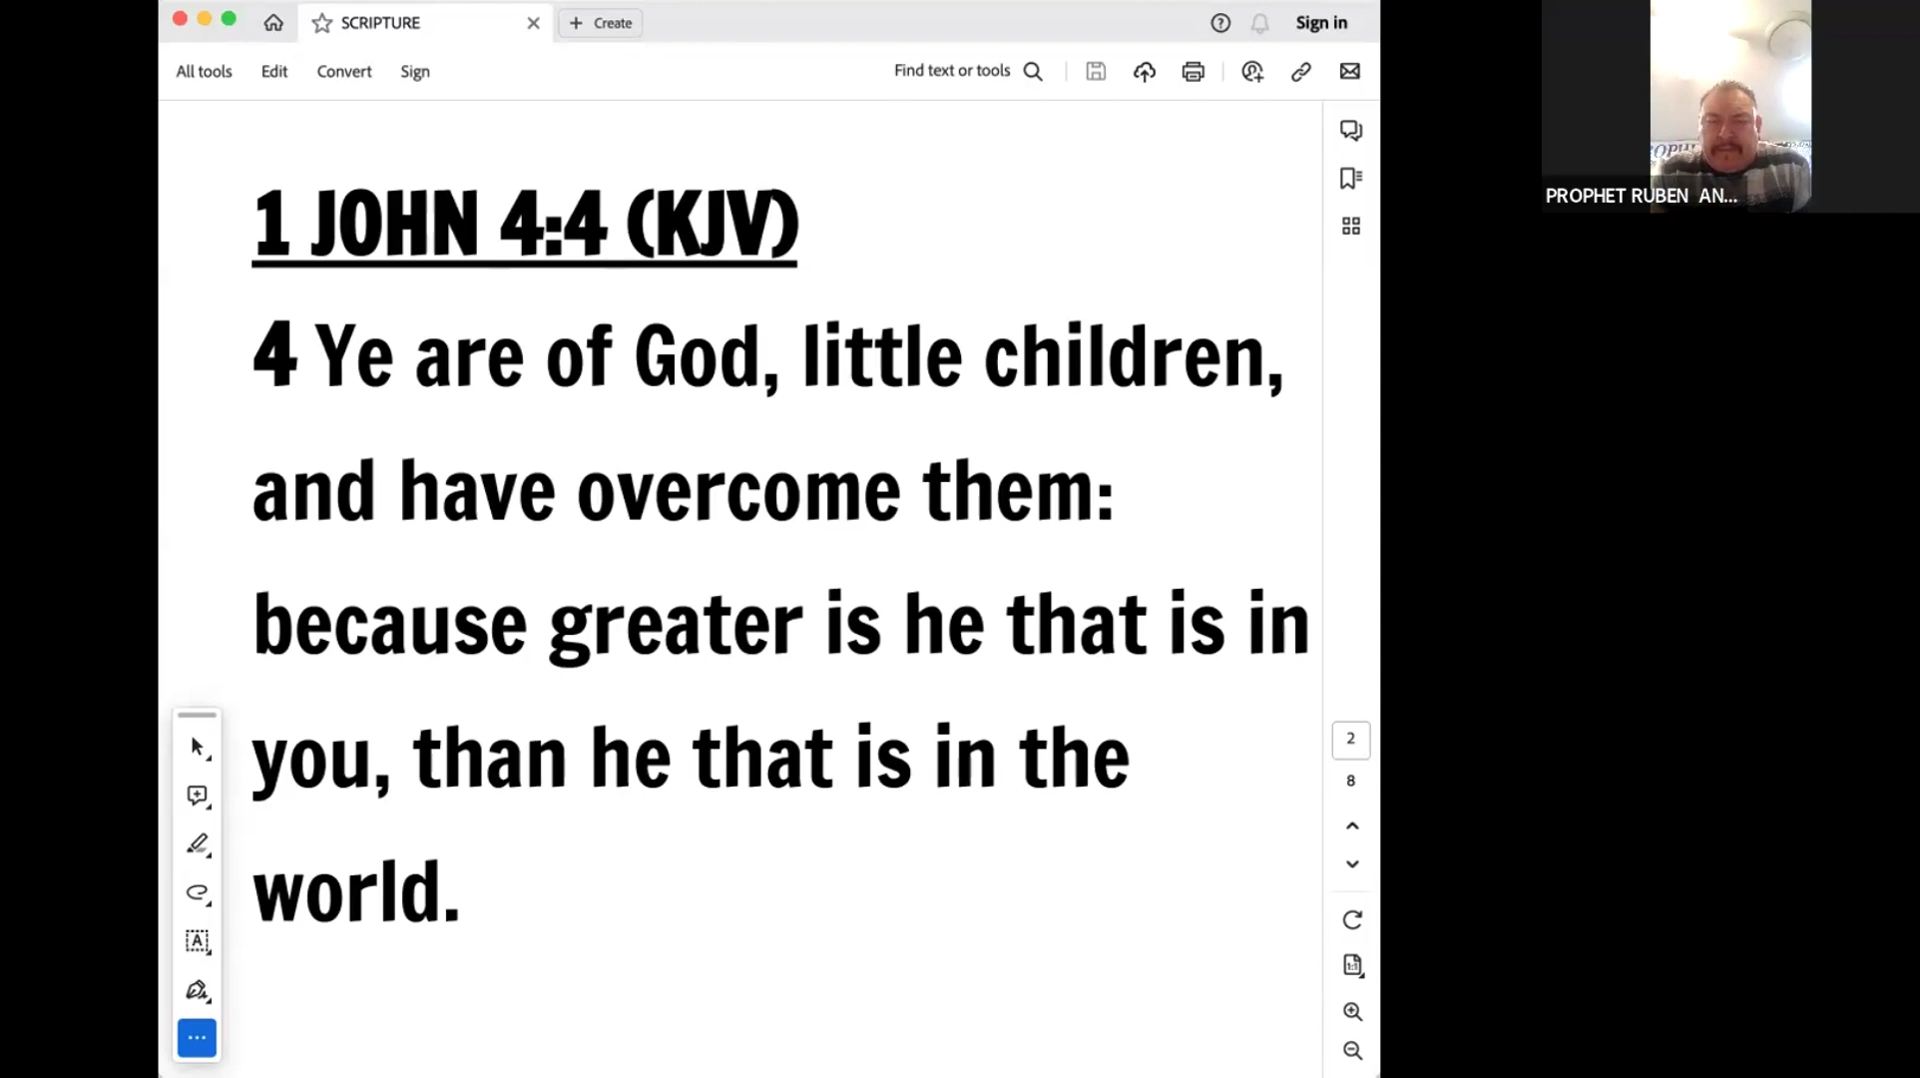 SCRIPTURE
Create
Sign in
All tools
Edit
Convert
Sign
Find text or tools
1 JOHN 4:4 (KJV)
4 Ye are of God, little children,
and have overcome them:
because greater is he that is in
you, than he that is in the
world.
2
8
PROPHET RUBEN AN...